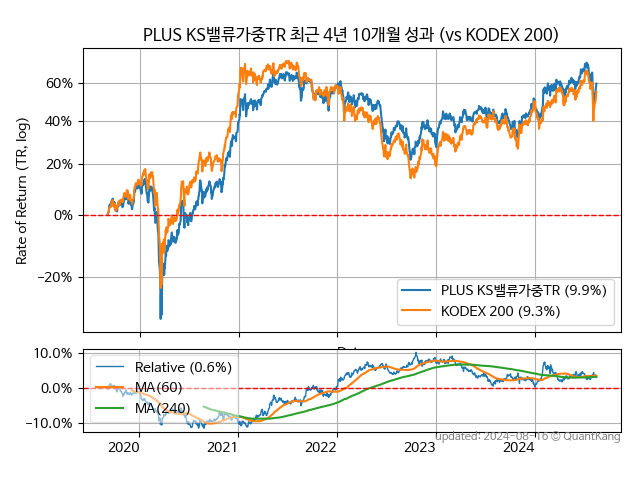 PLUS KS밸류가중TR 최근 4년 10개월 성과 (vs KODEX 200)
Rate of Return (TR, log)
60%
40%
20%
0%
−20%
PLUS KS밸류가중TR (9.9%)
KODEX 200 (9.3%)
10.0%
0.0%
−10.0%
Relative (0.6%)
MA(60)
MA(240)
2020
2021
2022
2023
2024
updated: 2024-08-16 © QuantKang